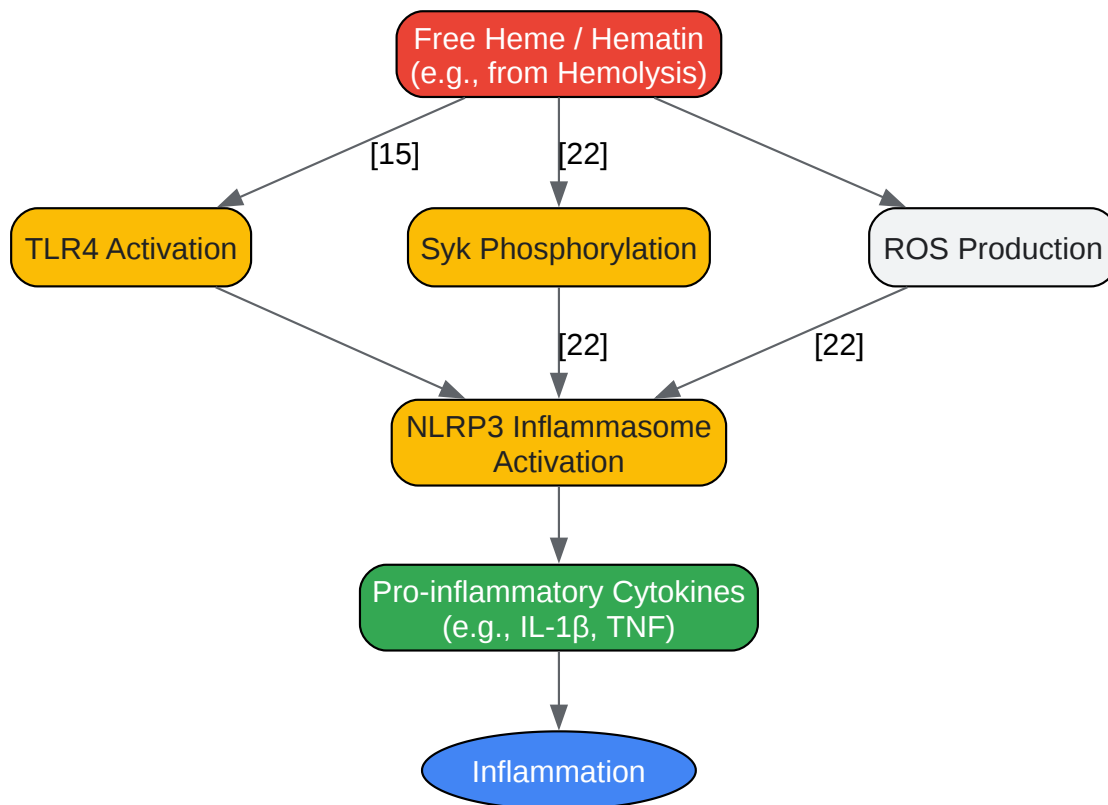 Free Heme / Hematin
(e.g., from Hemolysis)
[15]
[22]
TLR4 Activation
Syk Phosphorylation
ROS Production
[22]
[22]
NLRP3 Inflammasome
Activation
Pro-inflammatory Cytokines
(e.g., IL-1β, TNF)
Inflammation